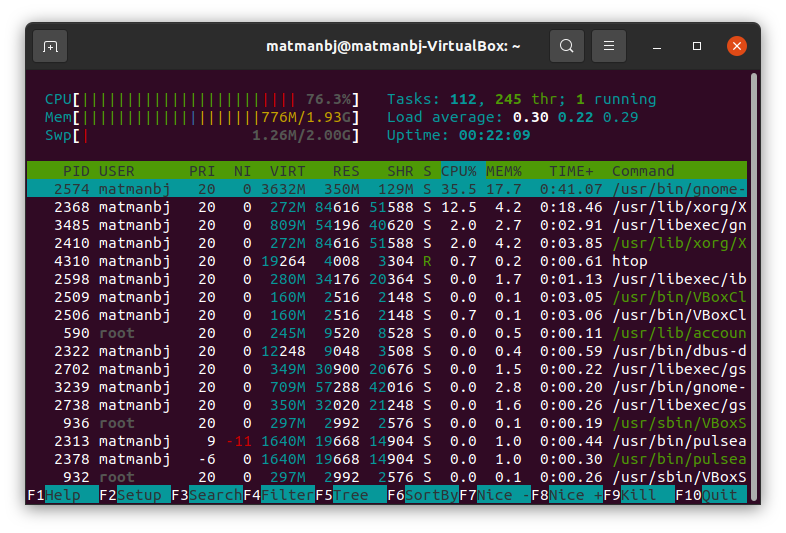 matmanbj@matmanbj-VirtualBox: ~
CPU[||||||||||||||||||||||||   76.3%]   Tasks: 112, 245 thr; 1 running
Mem[||||||||||||||||||||776M/1.93G]   Load average: 0.30 0.22 0.29
Swp[|                  1.26M/2.00G]   Uptime: 00:22:09
PID USER PRI NI VIRT RES SHR S CPU% MEM% TIME+ Command
2574 matmanbj 20 0 3632M 350M 129M S 35.5 17.7 0:41.07 /usr/bin/gnome-
2368 matmanbj 20 0 272M 84616 51588 S 12.5 4.2 0:18.46 /usr/lib/xorg/X
3485 matmanbj 20 0 809M 54196 40620 S 2.0 2.7 0:02.91 /usr/libexec/gn
2410 matmanbj 20 0 272M 84616 51588 S 2.0 4.2 0:03.85 /usr/lib/xorg/X
4310 matmanbj 20 0 19264 4008 3304 R 0.7 0.2 0:00.61 htop
2598 matmanbj 20 0 280M 34176 20364 S 0.0 1.7 0:01.13 /usr/libexec/ib
2509 matmanbj 20 0 160M 2516 2148 S 0.0 0.1 0:03.05 /usr/bin/VBoxCl
2506 matmanbj 20 0 160M 2516 2148 S 0.7 0.1 0:03.06 /usr/bin/VBoxCl
590 root 20 0 245M 9520 8528 S 0.0 0.5 0:00.11 /usr/lib/accoun
2322 matmanbj 20 0 12248 9048 3508 S 0.0 0.4 0:00.59 /usr/bin/dbus-d
2702 matmanbj 20 0 349M 30900 20676 S 0.0 1.5 0:00.22 /usr/libexec/gs
3239 matmanbj 20 0 709M 57288 42016 S 0.0 2.8 0:00.20 /usr/bin/gnome-
2738 matmanbj 20 0 350M 32020 21248 S 0.0 1.6 0:00.26 /usr/libexec/gs
936 root 20 0 297M 2992 2576 S 0.0 0.1 0:00.19 /usr/sbin/VBoxS
2313 matmanbj 9 -11 1640M 19668 14904 S 0.0 1.0 0:00.44 /usr/bin/pulsea
2378 matmanbj -6 0 1640M 19668 14904 S 0.0 1.0 0:00.30 /usr/bin/pulsea
932 root 20 0 297M 2992 2576 S 0.0 0.1 0:00.26 /usr/sbin/VBoxS
F1Help F2Setup F3SearchF4FilterF5Tree F6SortByF7Nice -F8Nice +F9Kill F10Quit